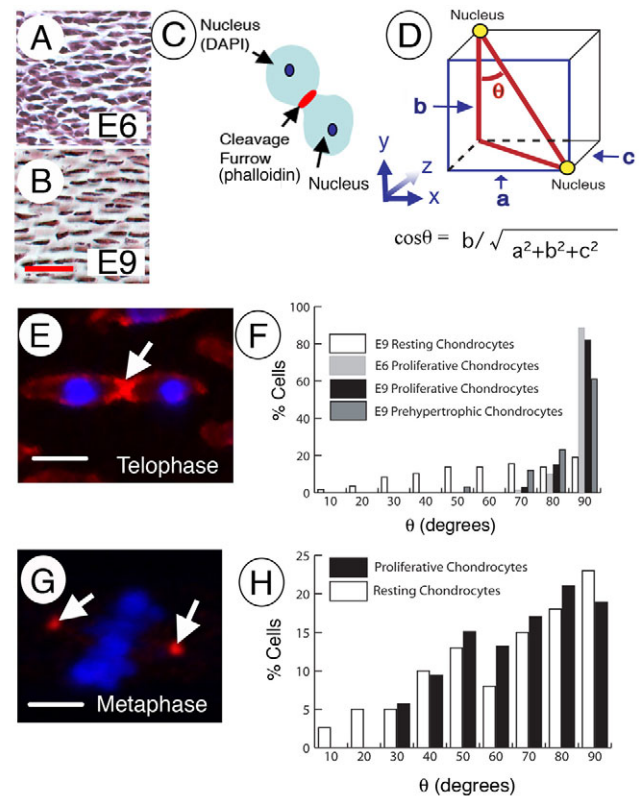 A
E6
B
E9
C
Nucleus
(DAPI)
Cleavage
Furrow
(phalloidin)
Nucleus
D
Nucleus
θ
b
c
a
Nucleus
y
z
x
cosθ = b/√a²+b²+c²
E
Telophase
F
% Cells
100
80
60
40
20
0
E9 Resting Chondrocytes
E6 Proliferative Chondrocytes
E9 Proliferative Chondrocytes
E9 Prehypertrophic Chondrocytes
10 20 30 40 50 60 70 80 90
θ (degrees)
G
Metaphase
H
% Cells
25
20
15
10
5
0
Proliferative Chondrocytes
Resting Chondrocytes
10 20 30 40 50 60 70 80 90
θ (degrees)